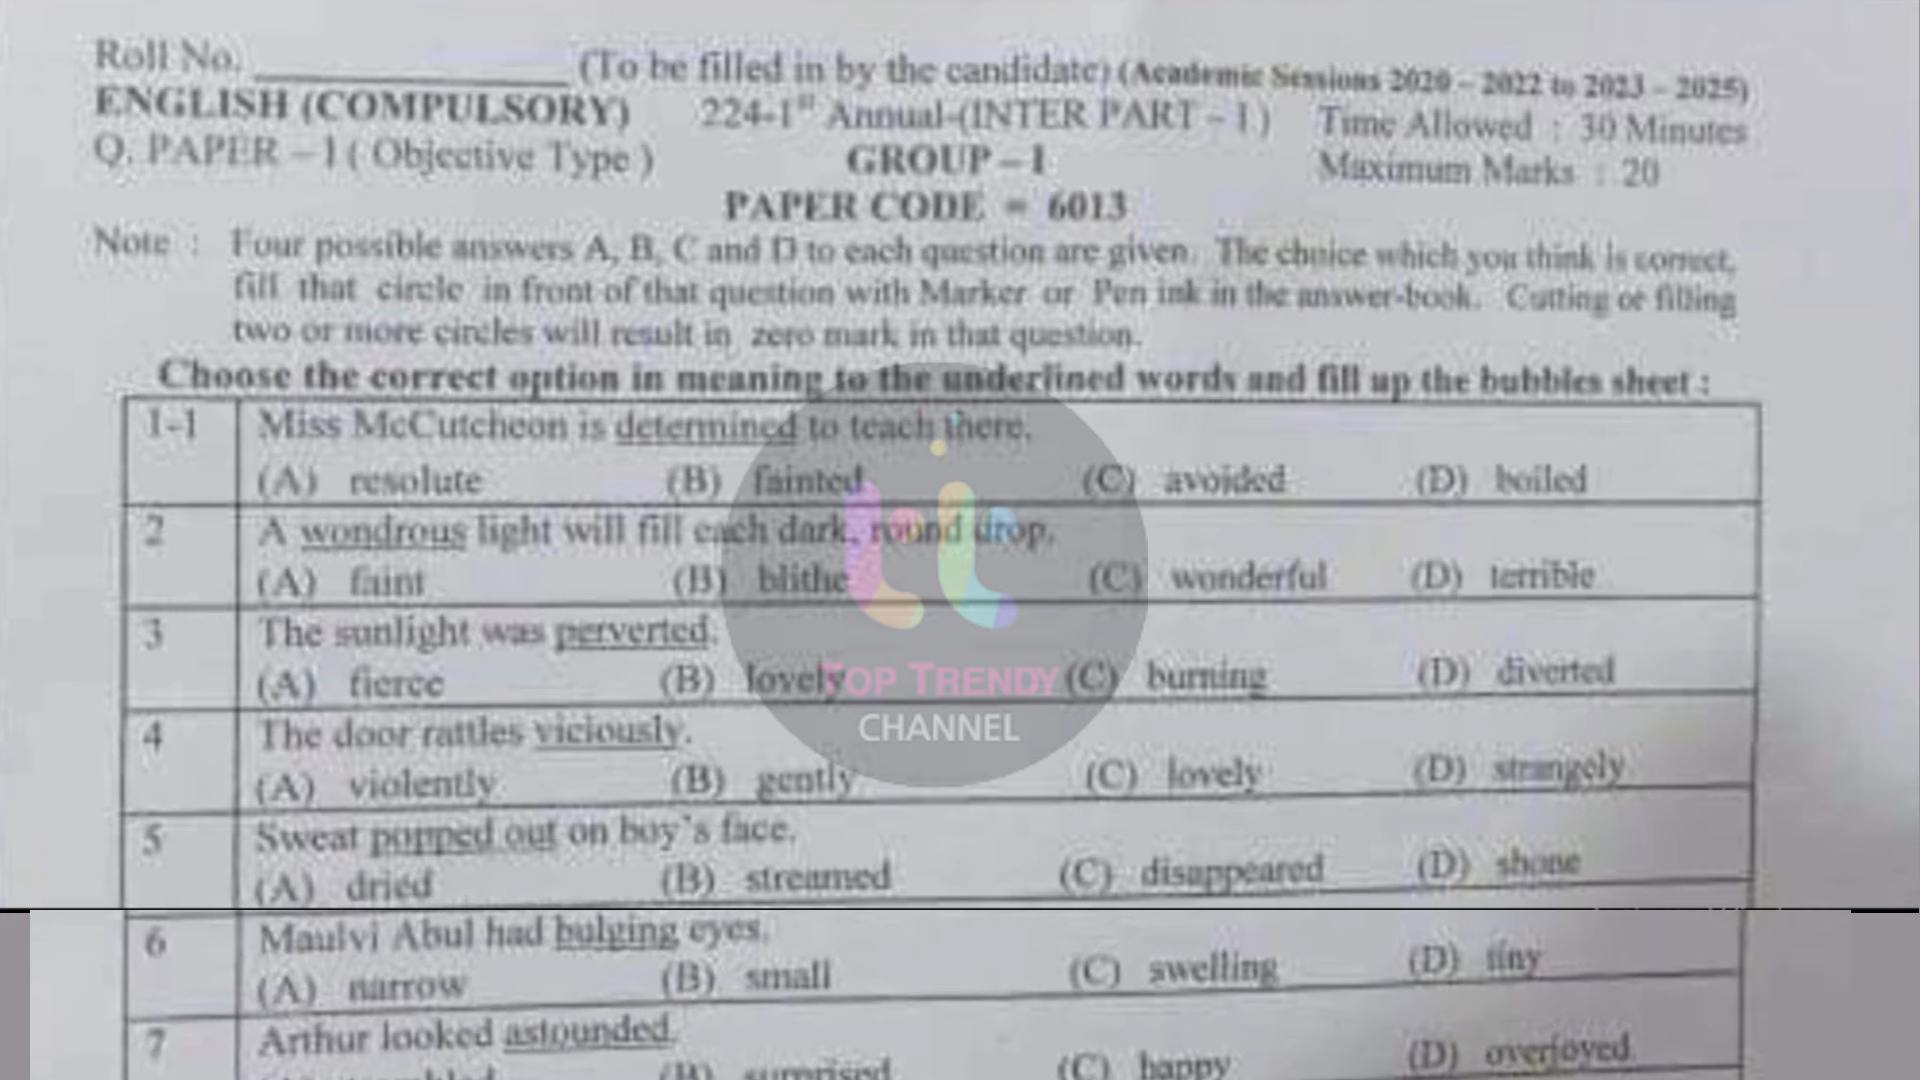 Roll No. ____________ (To be filled in by the candidate) (Academic Sessions 2020 – 2022 to 2023 – 2025)
ENGLISH (COMPULSORY) 224-1st Annual-(INTER PART – I) Time Allowed : 30 Minutes
Q. PAPER – I ( Objective Type ) GROUP – I Maximum Marks : 20
PAPER CODE = 6013
Note : Four possible answers A, B, C and D to each question are given. The choice which you think is correct,
fill that circle in front of that question with Marker or Pen ink in the answer-book. Cutting or filling
two or more circles will result in zero mark in that question.
Choose the correct option in meaning to the underlined words and fill up the bubbles sheet :
1-1 Miss McCutcheon is determined to teach there.
(A) resolute (B) fainted (C) avoided (D) boiled
2 A wondrous light will fill each dark, round drop.
(A) faint (B) blithe (C) wonderful (D) terrible
3 The sunlight was perverted.
(A) fierce (B) lovely (C) burning (D) diverted
TOP TRENDY
CHANNEL
4 The door rattles viciously.
(A) violently (B) gently (C) lovely (D) strangely
5 Sweat popped out on boy's face.
(A) dried (B) streamed (C) disappeared (D) shone
6 Maulvi Abul had bulging eyes.
(A) narrow (B) small (C) swelling (D) tiny
7 Arthur looked astounded.
(B) surprised (C) happy (D) overjoyed